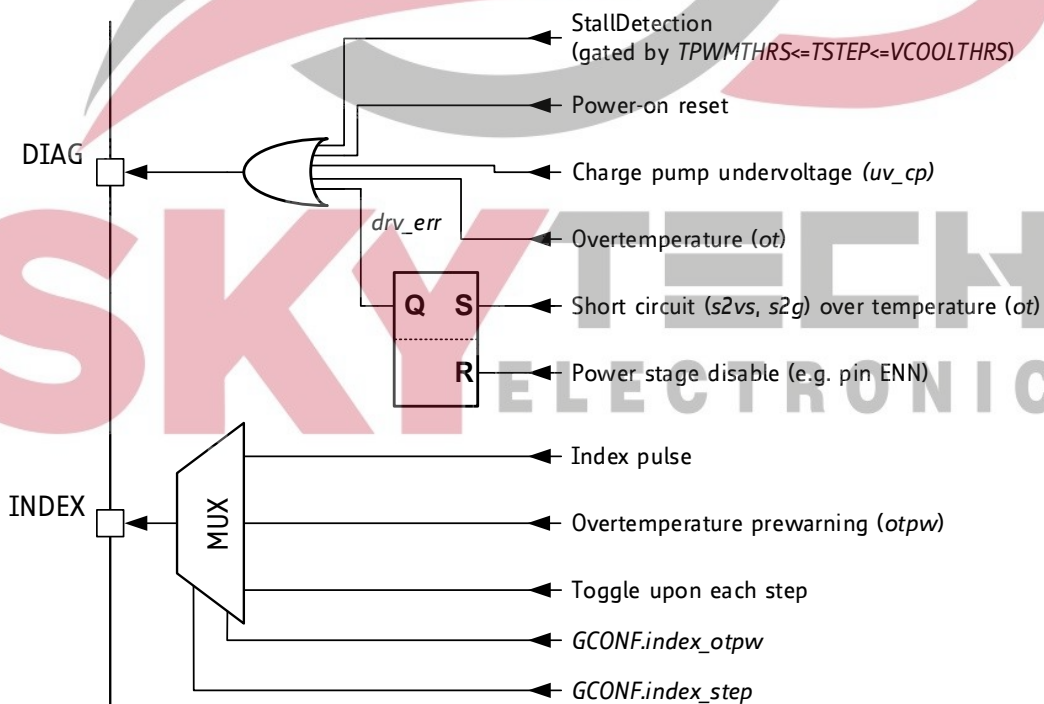 StallDetection
(gated by TPWMTHRS<=TSTEP<=VCOOLTHRS)
Power-on reset
DIAG
Charge pump undervoltage (uv_cp)
drv_err
Overtemperature (ot)
Q S
Short circuit (s2vs, s2g) over temperature (ot)
R
Power stage disable (e.g. pin ENN)
SKYTECH
ELECTRONIC
Index pulse
INDEX
MUX
Overtemperature prewarning (otpw)
Toggle upon each step
GCONF.index_otpw
GCONF.index_step